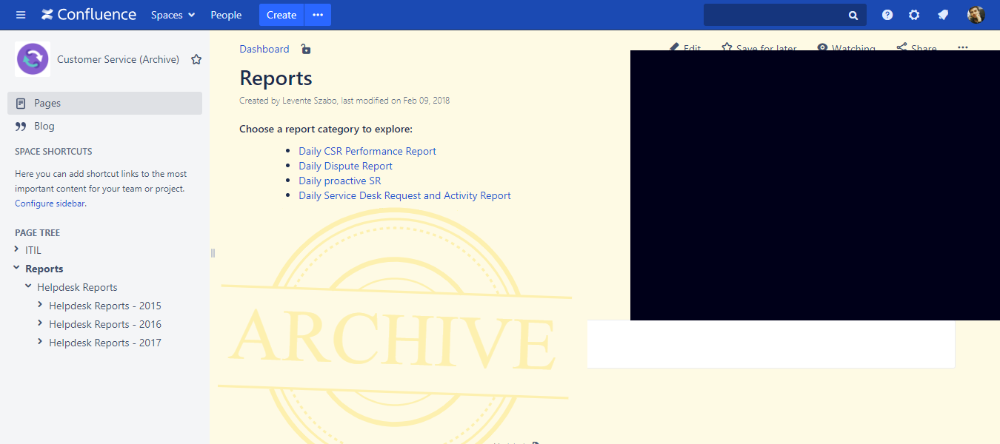 Confluence Spaces People Create
Customer Service (Archive)
Pages
Blog
SPACE SHORTCUTS
Here you can add shortcut links to the most
important content for your team or project.
Configure sidebar.
PAGE TREE
ITIL
Reports
Helpdesk Reports
Helpdesk Reports - 2015
Helpdesk Reports - 2016
Helpdesk Reports - 2017
Dashboard
Edit Save for later Watching Share
Reports
Created by Levente Szabo, last modified on Feb 09, 2018
Choose a report category to explore:
Daily CSR Performance Report
Daily Dispute Report
Daily proactive SR
Daily Service Desk Request and Activity Report
ARCHIVE